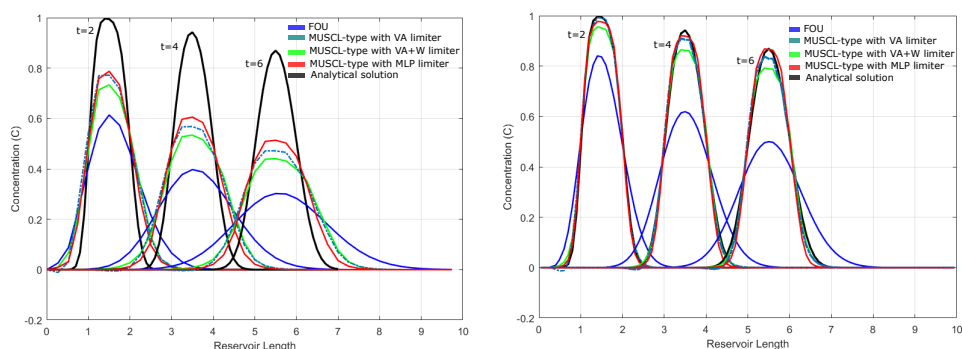 1
0.8
0.6
0.4
0.2
0
-0.2
Concentration (C)
t=2
t=4
t=6
FOU
MUSCL-type with VA limiter
MUSCL-type with VA+W limiter
MUSCL-type with MLP limiter
Analytical solution
0 1 2 3 4 5 6 7 8 9 10
Reservoir Length
1
0.8
0.6
0.4
0.2
0
-0.2
Concentration (C)
t=2
t=4
t=6
FOU
MUSCL-type with VA limiter
MUSCL-type with VA+W limiter
MUSCL-type with MLP limiter
Analytical solution
0 1 2 3 4 5 6 7 8 9 10
Reservoir Length